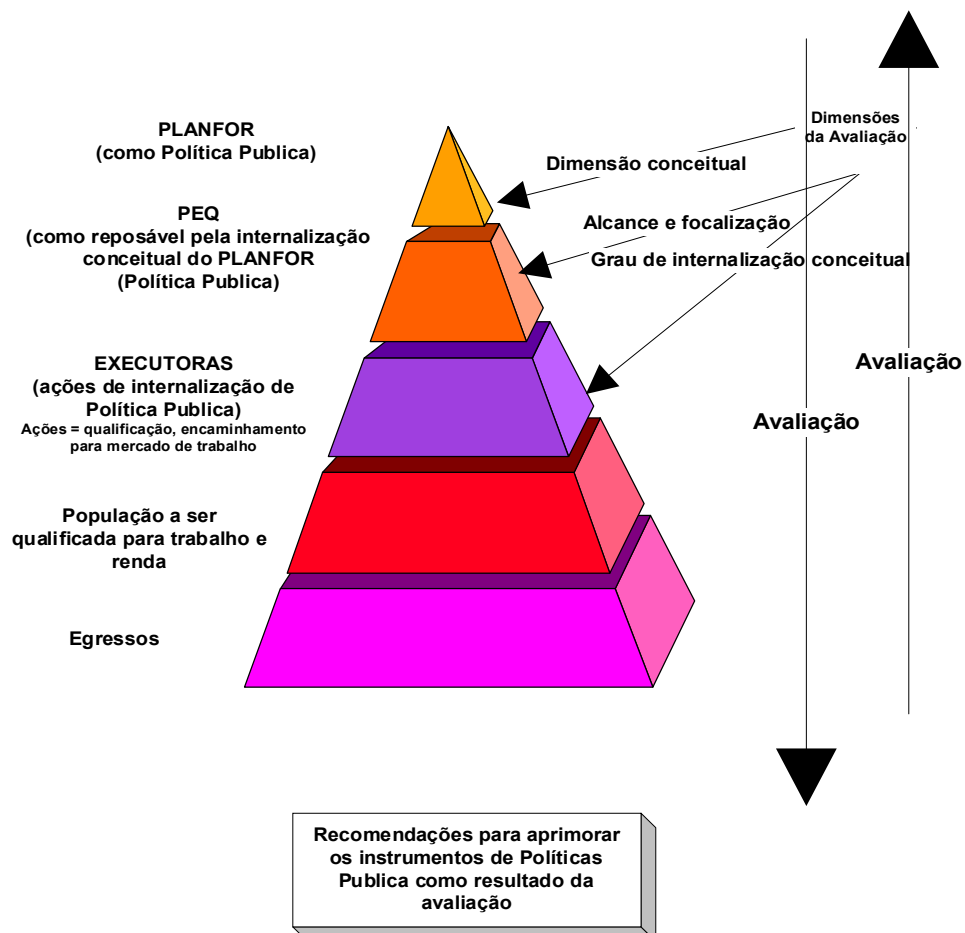 PLANFOR
(como Política Publica)
PEQ
(como reposável pela internalização
conceitual do PLANFOR
(Política Publica)
EXECUTORAS
(ações de internalização de
Política Publica)
Ações = qualificação, encaminhamento
para mercado de trabalho
População a ser
qualificada para trabalho e
renda
Egressos
Dimensões
da Avaliação
Dimensão conceitual
Alcance e focalização
Grau de internalização conceitual
Avaliação
Avaliação
Recomendações para aprimorar
os instrumentos de Políticas
Publica como resultado da
avaliação